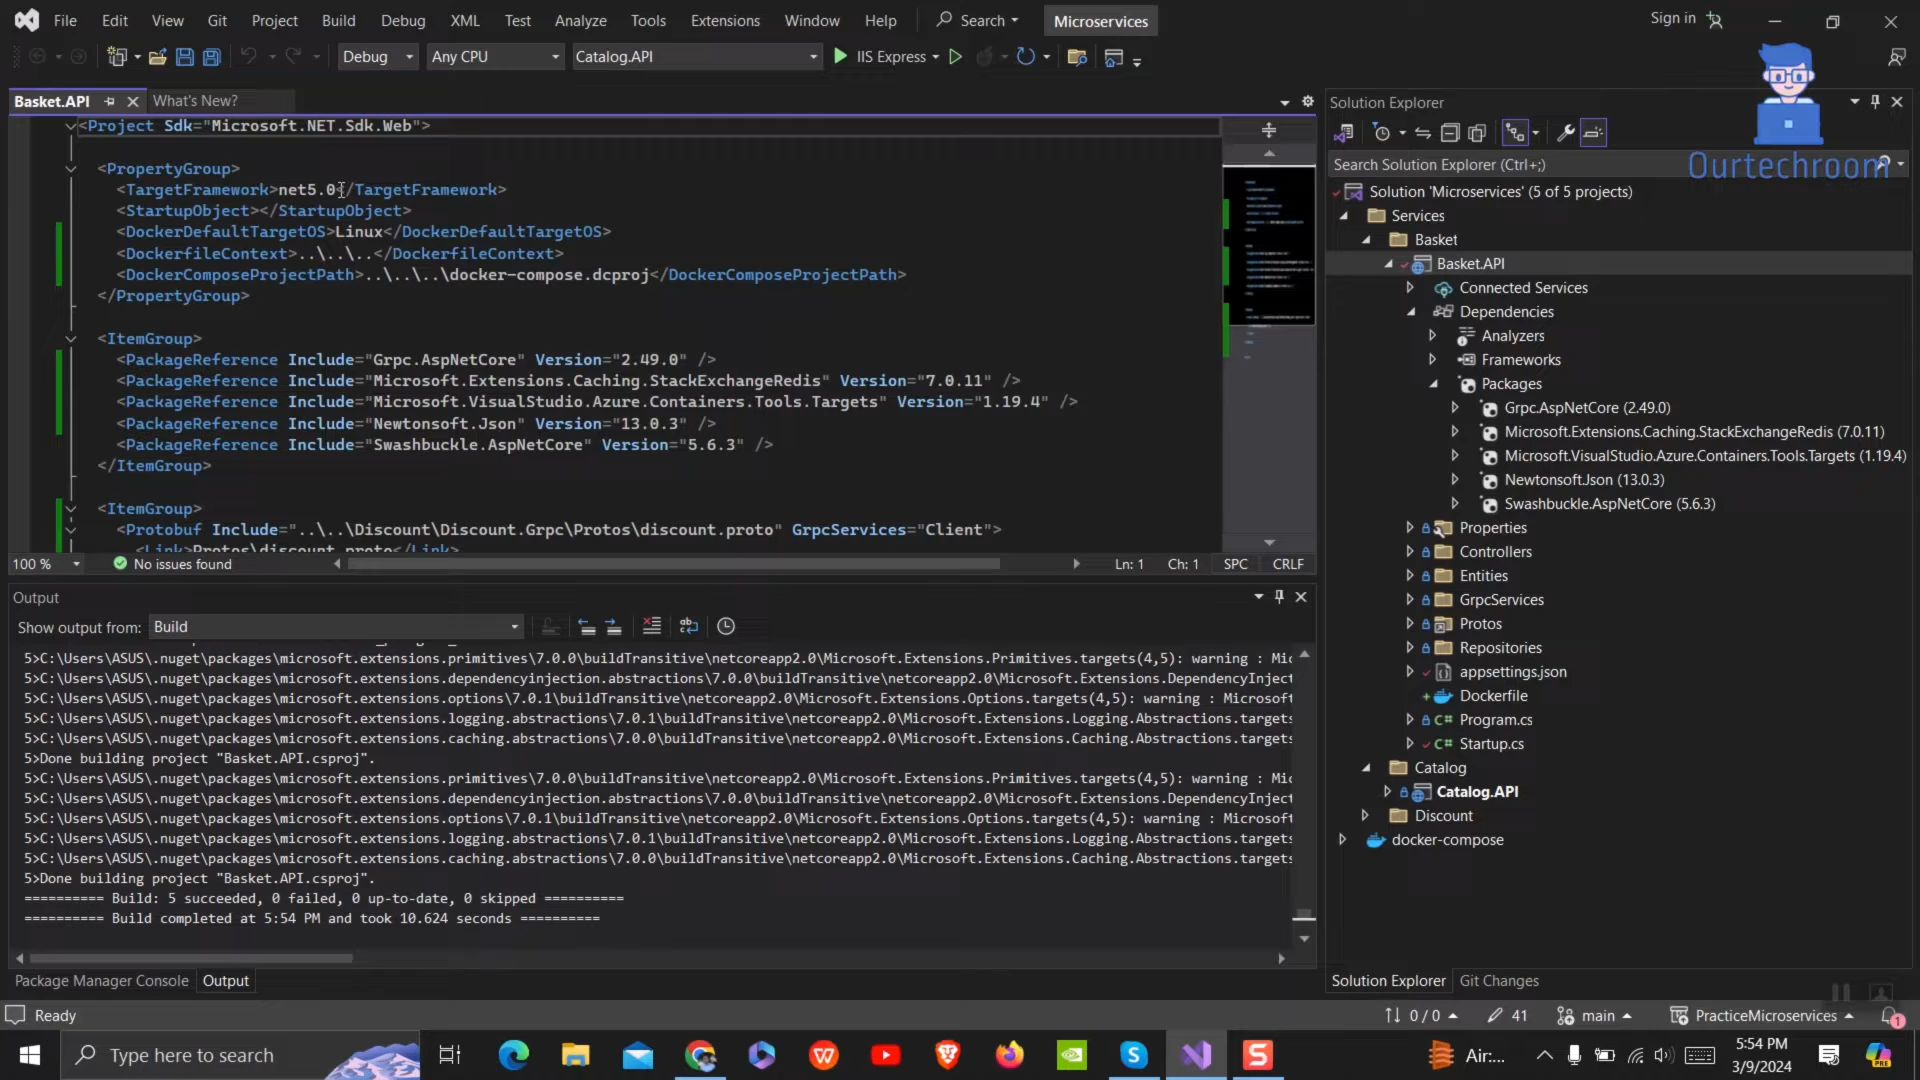 File Edit View Git Project Build Debug XML Test Analyze Tools Extensions Window Help Search Microservices Sign in
Debug Any CPU Catalog.API IIS Express
Basket.API What's New?
<Project Sdk="Microsoft.NET.Sdk.Web">
<PropertyGroup>
<TargetFramework>net5.0</TargetFramework>
<StartupObject></StartupObject>
<DockerDefaultTargetOS>Linux</DockerDefaultTargetOS>
<DockerfileContext>..\..\..</DockerfileContext>
<DockerComposeProjectPath>..\..\..\docker-compose.dcproj</DockerComposeProjectPath>
</PropertyGroup>
<ItemGroup>
<PackageReference Include="Grpc.AspNetCore" Version="2.49.0" />
<PackageReference Include="Microsoft.Extensions.Caching.StackExchangeRedis" Version="7.0.11" />
<PackageReference Include="Microsoft.VisualStudio.Azure.Containers.Tools.Targets" Version="1.19.4" />
<PackageReference Include="Newtonsoft.Json" Version="13.0.3" />
<PackageReference Include="Swashbuckle.AspNetCore" Version="5.6.3" />
</ItemGroup>
<ItemGroup>
<Protobuf Include="..\..\Discount\Discount.Grpc\Protos\discount.proto" GrpcServices="Client">
<Link>Protos\discount.proto</Link>
100 % No issues found Ln: 1 Ch: 1 SPC CRLF
Output
Show output from: Build
5>C:\Users\ASUS\.nuget\packages\microsoft.extensions.primitives\7.0.0\buildTransitive\netcoreapp2.0\Microsoft.Extensions.Primitives.targets(4,5): warning : Mic
5>C:\Users\ASUS\.nuget\packages\microsoft.extensions.dependencyinjection.abstractions\7.0.0\buildTransitive\netcoreapp2.0\Microsoft.Extensions.DependencyInject
5>C:\Users\ASUS\.nuget\packages\microsoft.extensions.options\7.0.1\buildTransitive\netcoreapp2.0\Microsoft.Extensions.Options.targets(4,5): warning : Microsoft
5>C:\Users\ASUS\.nuget\packages\microsoft.extensions.logging.abstractions\7.0.1\buildTransitive\netcoreapp2.0\Microsoft.Extensions.Logging.Abstractions.targets
5>C:\Users\ASUS\.nuget\packages\microsoft.extensions.caching.abstractions\7.0.0\buildTransitive\netcoreapp2.0\Microsoft.Extensions.Caching.Abstractions.targets
5>Done building project "Basket.API.csproj".
5>C:\Users\ASUS\.nuget\packages\microsoft.extensions.primitives\7.0.0\buildTransitive\netcoreapp2.0\Microsoft.Extensions.Primitives.targets(4,5): warning : Mic
5>C:\Users\ASUS\.nuget\packages\microsoft.extensions.dependencyinjection.abstractions\7.0.0\buildTransitive\netcoreapp2.0\Microsoft.Extensions.DependencyInject
5>C:\Users\ASUS\.nuget\packages\microsoft.extensions.options\7.0.1\buildTransitive\netcoreapp2.0\Microsoft.Extensions.Options.targets(4,5): warning : Microsoft
5>C:\Users\ASUS\.nuget\packages\microsoft.extensions.logging.abstractions\7.0.1\buildTransitive\netcoreapp2.0\Microsoft.Extensions.Logging.Abstractions.targets
5>C:\Users\ASUS\.nuget\packages\microsoft.extensions.caching.abstractions\7.0.0\buildTransitive\netcoreapp2.0\Microsoft.Extensions.Caching.Abstractions.targets
5>Done building project "Basket.API.csproj".
========== Build: 5 succeeded, 0 failed, 0 up-to-date, 0 skipped ==========
========== Build completed at 5:54 PM and took 10.624 seconds ==========
Package Manager Console Output
Solution Explorer
Search Solution Explorer (Ctrl+;)
Ourtechroom
Solution 'Microservices' (5 of 5 projects)
Services
Basket
Basket.API
Connected Services
Dependencies
Analyzers
Frameworks
Packages
Grpc.AspNetCore (2.49.0)
Microsoft.Extensions.Caching.StackExchangeRedis (7.0.11)
Microsoft.VisualStudio.Azure.Containers.Tools.Targets (1.19.4)
Newtonsoft.Json (13.0.3)
Swashbuckle.AspNetCore (5.6.3)
Properties
Controllers
Entities
GrpcServices
Protos
Repositories
appsettings.json
Dockerfile
C# Program.cs
C# Startup.cs
Catalog
Catalog.API
Discount
docker-compose
Solution Explorer Git Changes
Ready 0 / 0 41 main PracticeMicroservices 1
Type here to search Air:... 5:54 PM
3/9/2024